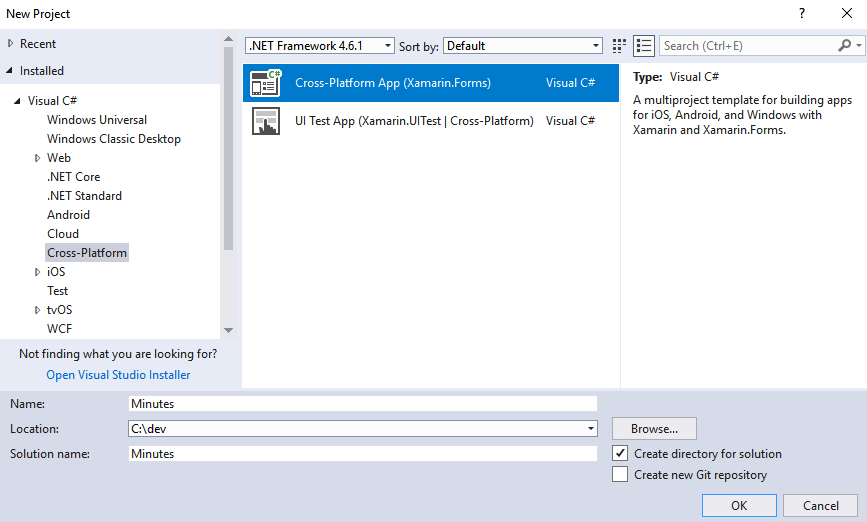 New Project
? ×
Recent
Installed
Visual C#
Windows Universal
Windows Classic Desktop
Web
.NET Core
.NET Standard
Android
Cloud
Cross-Platform
iOS
Test
tvOS
WCF
Not finding what you are looking for?
Open Visual Studio Installer
.NET Framework 4.6.1 Sort by: Default
Search (Ctrl+E)
Cross-Platform App (Xamarin.Forms) Visual C#
UI Test App (Xamarin.UITest | Cross-Platform) Visual C#
Type: Visual C#
A multiproject template for building apps
for iOS, Android, and Windows with
Xamarin and Xamarin.Forms.
Name: Minutes
Location: C:\dev Browse...
Solution name: Minutes
Create directory for solution
Create new Git repository
OK Cancel